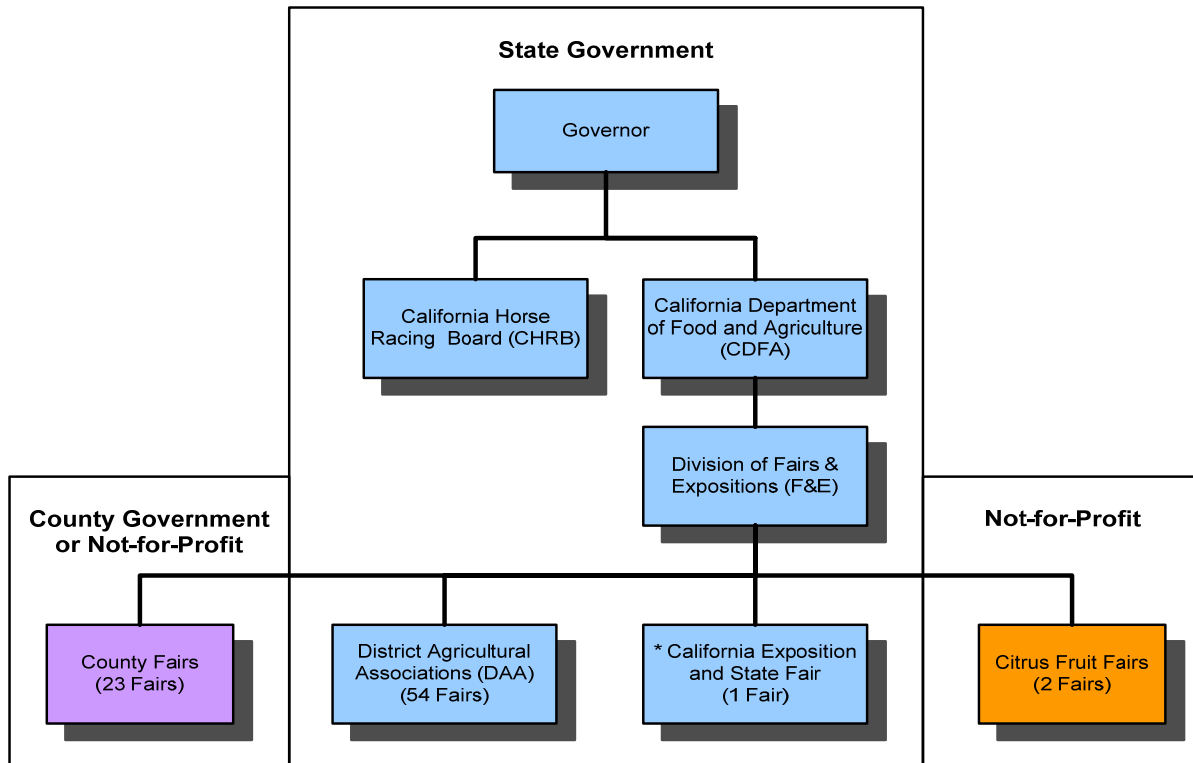 State Government
Governor
California Horse
Racing Board (CHRB)
California Department
of Food and Agriculture
(CDFA)
Division of Fairs &
Expositions (F&E)
County Government
or Not-for-Profit
Not-for-Profit
County Fairs
(23 Fairs)
District Agricultural
Associations (DAA)
(54 Fairs)
* California Exposition
and State Fair
(1 Fair)
Citrus Fruit Fairs
(2 Fairs)